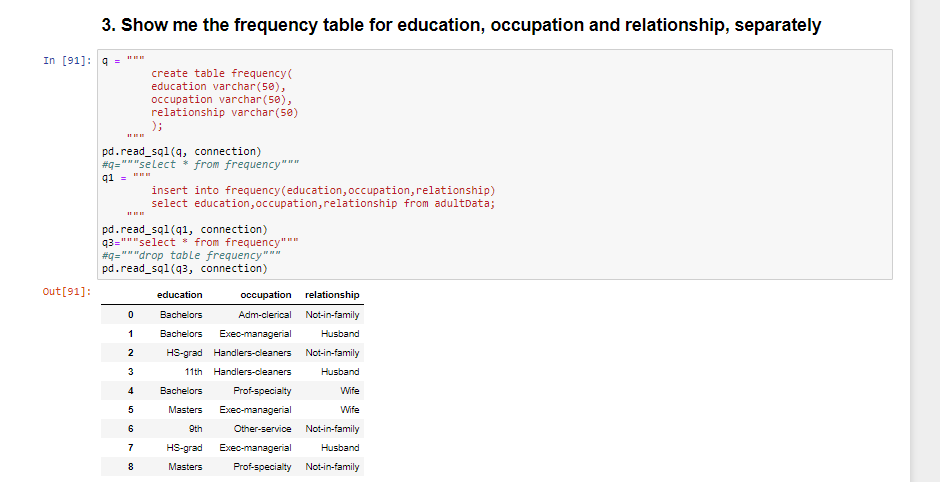 3. Show me the frequency table for education, occupation and relationship, separately
In [91]: q = """
create table frequency(
education varchar(50),
occupation varchar(50),
relationship varchar(50)
);
"""
pd.read_sql(q, connection)
#q="""select * from frequency"""
q1 = """
insert into frequency(education,occupation,relationship)
select education,occupation,relationship from adultData;
"""
pd.read_sql(q1, connection)
q3="""select * from frequency"""
#q="""drop table frequency"""
pd.read_sql(q3, connection)
Out[91]:
education occupation relationship
0 Bachelors Adm-clerical Not-in-family
1 Bachelors Exec-managerial Husband
2 HS-grad Handlers-cleaners Not-in-family
3 11th Handlers-cleaners Husband
4 Bachelors Prof-specialty Wife
5 Masters Exec-managerial Wife
6 9th Other-service Not-in-family
7 HS-grad Exec-managerial Husband
8 Masters Prof-specialty Not-in-family